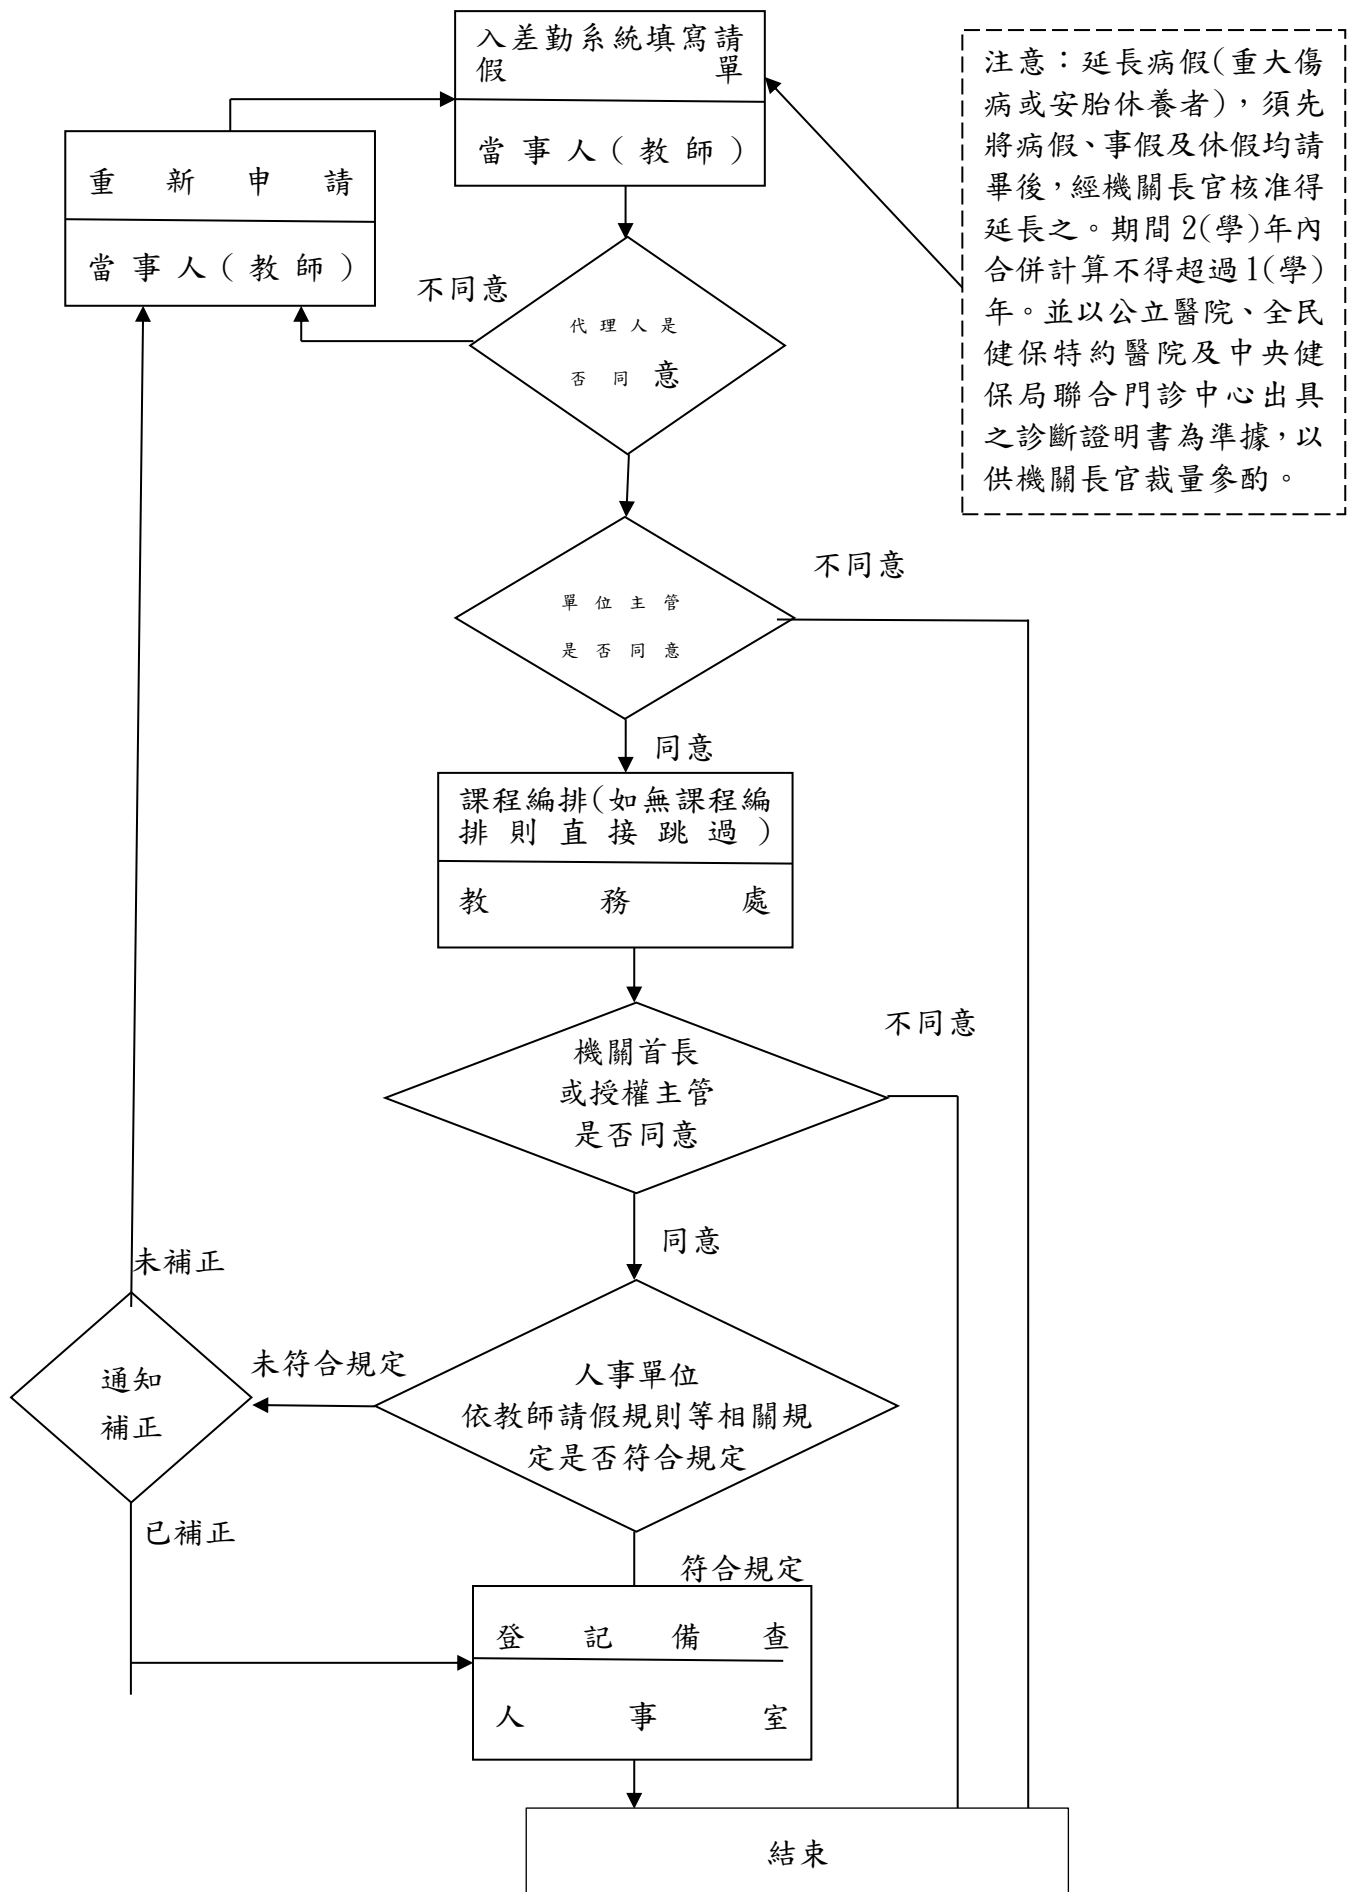 入差勤系統填寫請
假單
當事人(教師)
注意：延長病假(重大傷
病或安胎休養者)，須先
將病假、事假及休假均請
畢後，經機關長官核准得
延長之。期間2(學)年內
合併計算不得超過1(學)
年。並以公立醫院、全民
健保特約醫院及中央健
保局聯合門診中心出具
之診斷證明書為準據，以
供機關長官裁量參酌。
重新申請
當事人(教師)
不同意
代理人是
否同意
不同意
單位主管
是否同意
同意
課程編排(如無課程編
排則直接跳過)
教務處
不同意
機關首長
或授權主管
是否同意
同意
未補正
通知
補正
未符合規定
人事單位
依教師請假規則等相關規
定是否符合規定
已補正
符合規定
登記備查
人事室
結束